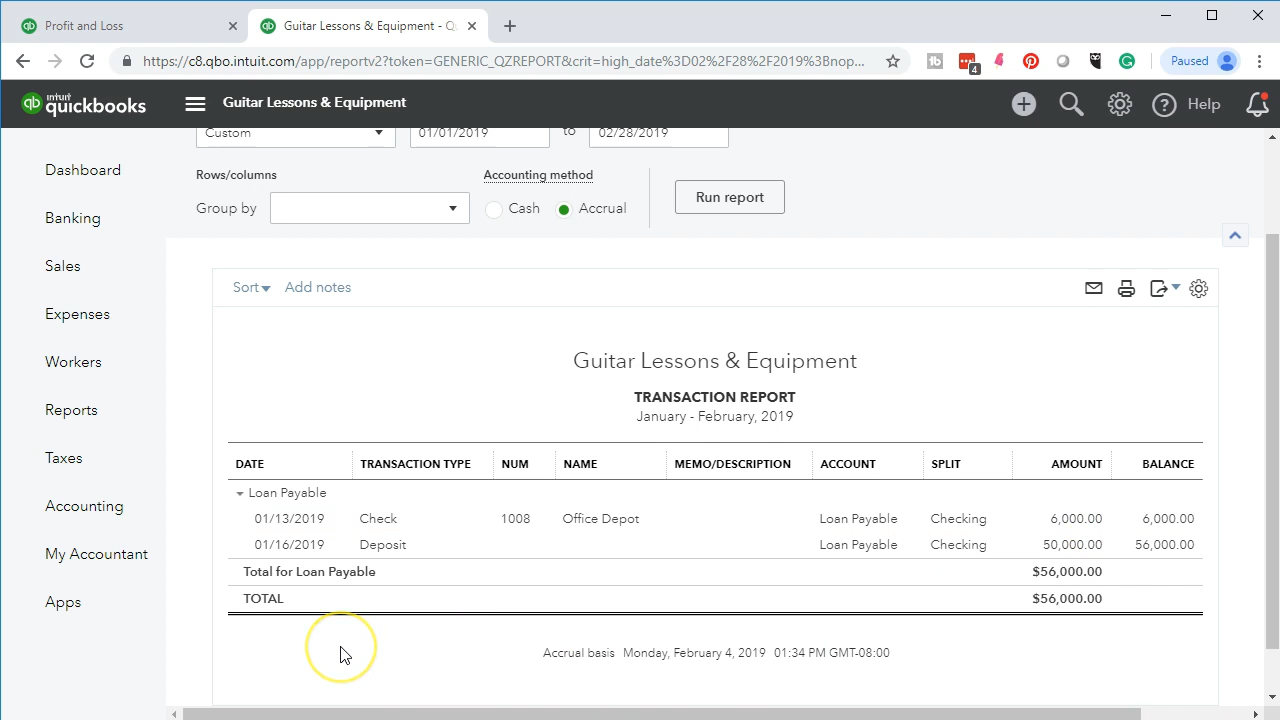 Profit and Loss
Guitar Lessons & Equipment - Q
https://c8.qbo.intuit.com/app/reportv2?token=GENERIC_QZREPORT&crit=high_date%3D02%2F28%2F2019%3Bnop...
4
Paused
intuit quickbooks
Guitar Lessons & Equipment
Help
Custom
01/01/2019
to
02/28/2019
Dashboard
Banking
Sales
Expenses
Workers
Reports
Taxes
Accounting
My Accountant
Apps
Rows/columns
Accounting method
Group by
Cash
Accrual
Run report
Sort
Add notes
Guitar Lessons & Equipment
TRANSACTION REPORT
January - February, 2019
DATE TRANSACTION TYPE NUM NAME MEMO/DESCRIPTION ACCOUNT SPLIT AMOUNT BALANCE
Loan Payable
01/13/2019 Check 1008 Office Depot Loan Payable Checking 6,000.00 6,000.00
01/16/2019 Deposit Loan Payable Checking 50,000.00 56,000.00
Total for Loan Payable $56,000.00
TOTAL $56,000.00
Accrual basis Monday, February 4, 2019 01:34 PM GMT-08:00